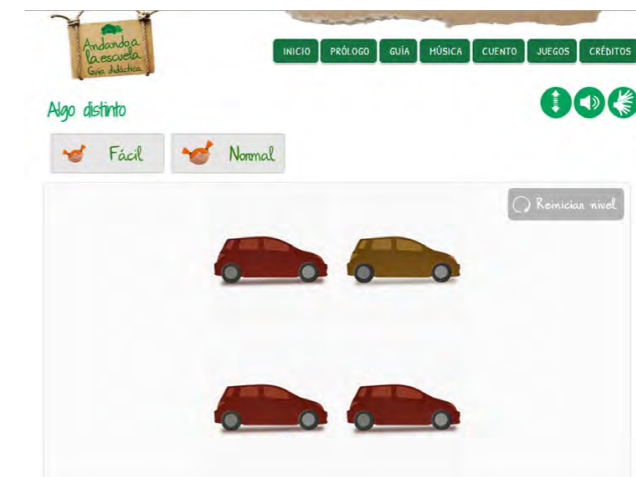 Andando a
la escuela
Guía didáctica
INICIO PRÓLOGO GUÍA MÚSICA CUENTO JUEGOS CRÉDITOS
Algo distinto
Fácil Normal
Reiniciar nivel